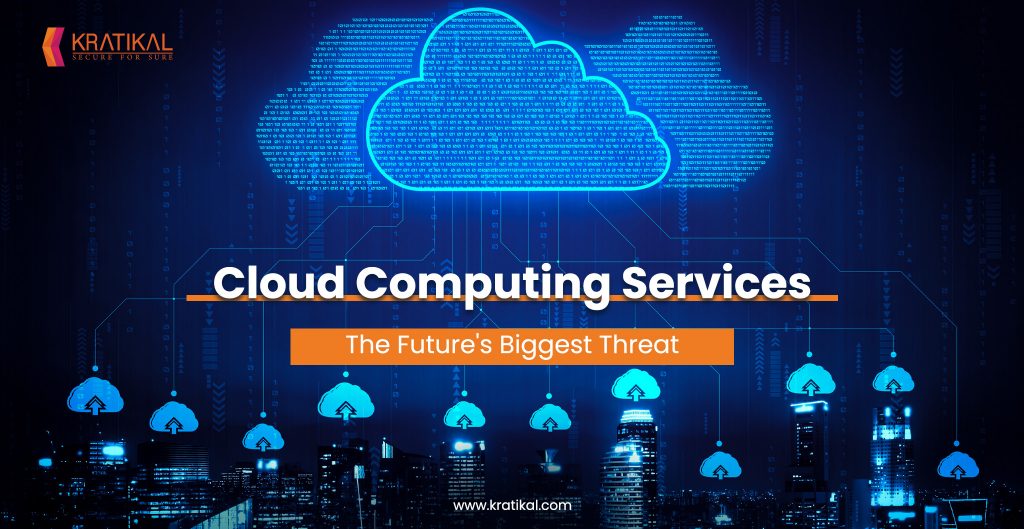 KRATIKAL
SECURE FOR SURE
Cloud Computing Services
The Future's Biggest Threat
www.kratikal.com